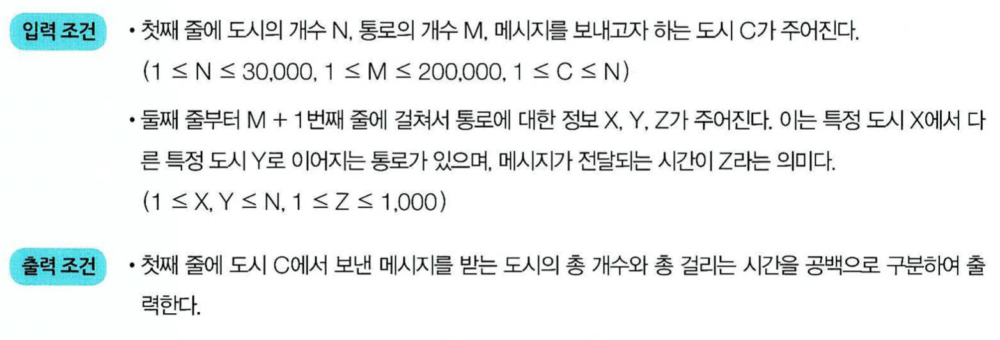 입력 조건 • 첫째 줄에 도시의 개수 N, 통로의 개수 M, 메시지를 보내고자 하는 도시 C가 주어진다.
(1 ≤ N ≤ 30,000, 1 ≤ M ≤ 200,000, 1 ≤ C ≤ N)
• 둘째 줄부터 M + 1번째 줄에 걸쳐서 통로에 대한 정보 X, Y, Z가 주어진다. 이는 특정 도시 X에서 다
른 특정 도시 Y로 이어지는 통로가 있으며, 메시지가 전달되는 시간이 Z라는 의미다.
(1 ≤ X, Y ≤ N, 1 ≤ Z ≤ 1,000)
출력 조건 • 첫째 줄에 도시 C에서 보낸 메시지를 받는 도시의 총 개수와 총 걸리는 시간을 공백으로 구분하여 출
력한다.